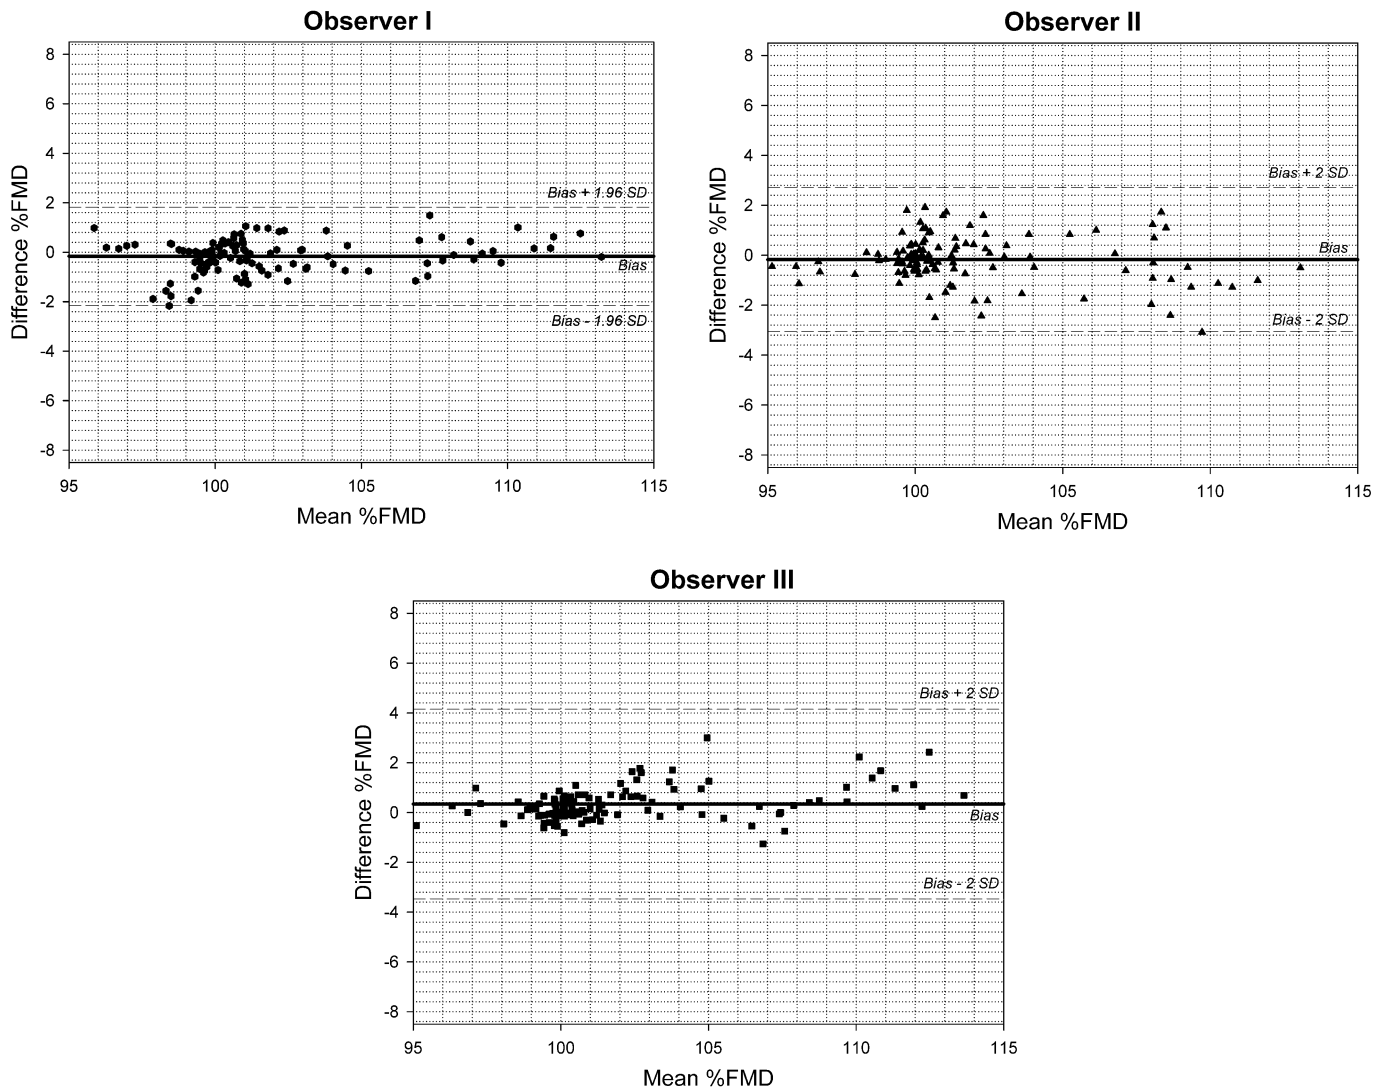 Observer I
8
6
4
2
0
-2
-4
-6
-8
Difference %FMD
Bias + 1.96 SD
Bias
Bias - 1.96 SD
95
100
105
110
115
Mean %FMD
Observer II
8
6
4
2
0
-2
-4
-6
-8
Difference %FMD
Bias + 2 SD
Bias
Bias - 2 SD
95
100
105
110
115
Mean %FMD
Observer III
8
6
4
2
0
-2
-4
-6
-8
Difference %FMD
Bias + 2 SD
Bias
Bias - 2 SD
95
100
105
110
115
Mean %FMD